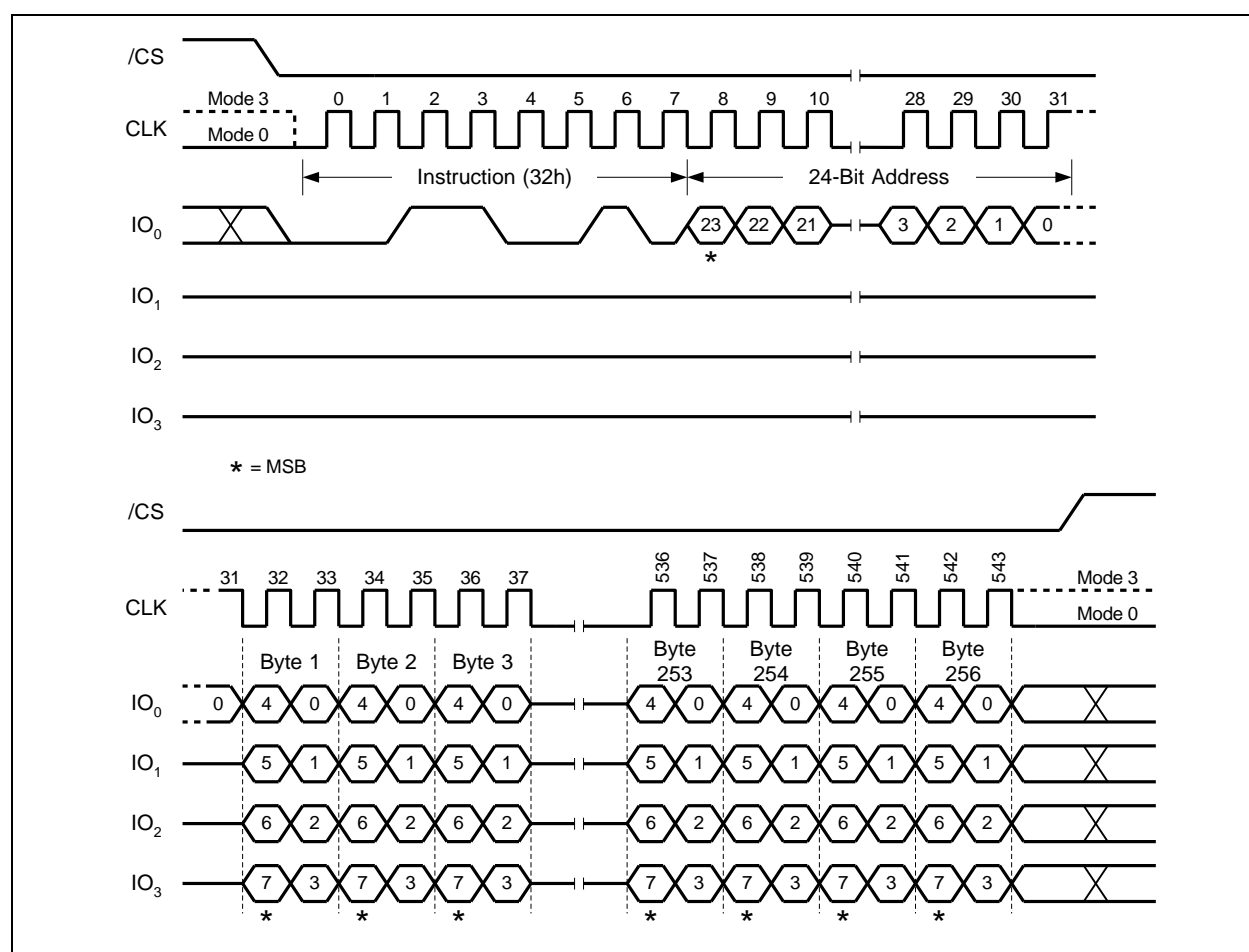 /CS
Mode 3 0 1 2 3 4 5 6 7 8 9 10 28 29 30 31
CLK
Mode 0
Instruction (32h) 24-Bit Address
IO0 23 22 21 3 2 1 0
*
IO1
IO2
IO3
* = MSB
/CS
31 32 33 34 35 36 37 536 537 538 539 540 541 542 543 Mode 3
CLK
Mode 0
Byte 1 Byte 2 Byte 3 Byte 253 Byte 254 Byte 255 Byte 256
IO0 0 4 0 4 0 4 0 4 0 4 0 4 0 4 0
IO1 5 1 5 1 5 1 5 1 5 1 5 1 5 1
IO2 6 2 6 2 6 2 6 2 6 2 6 2 6 2
IO3 7 3 7 3 7 3 7 3 7 3 7 3 7 3
* * * * * * *